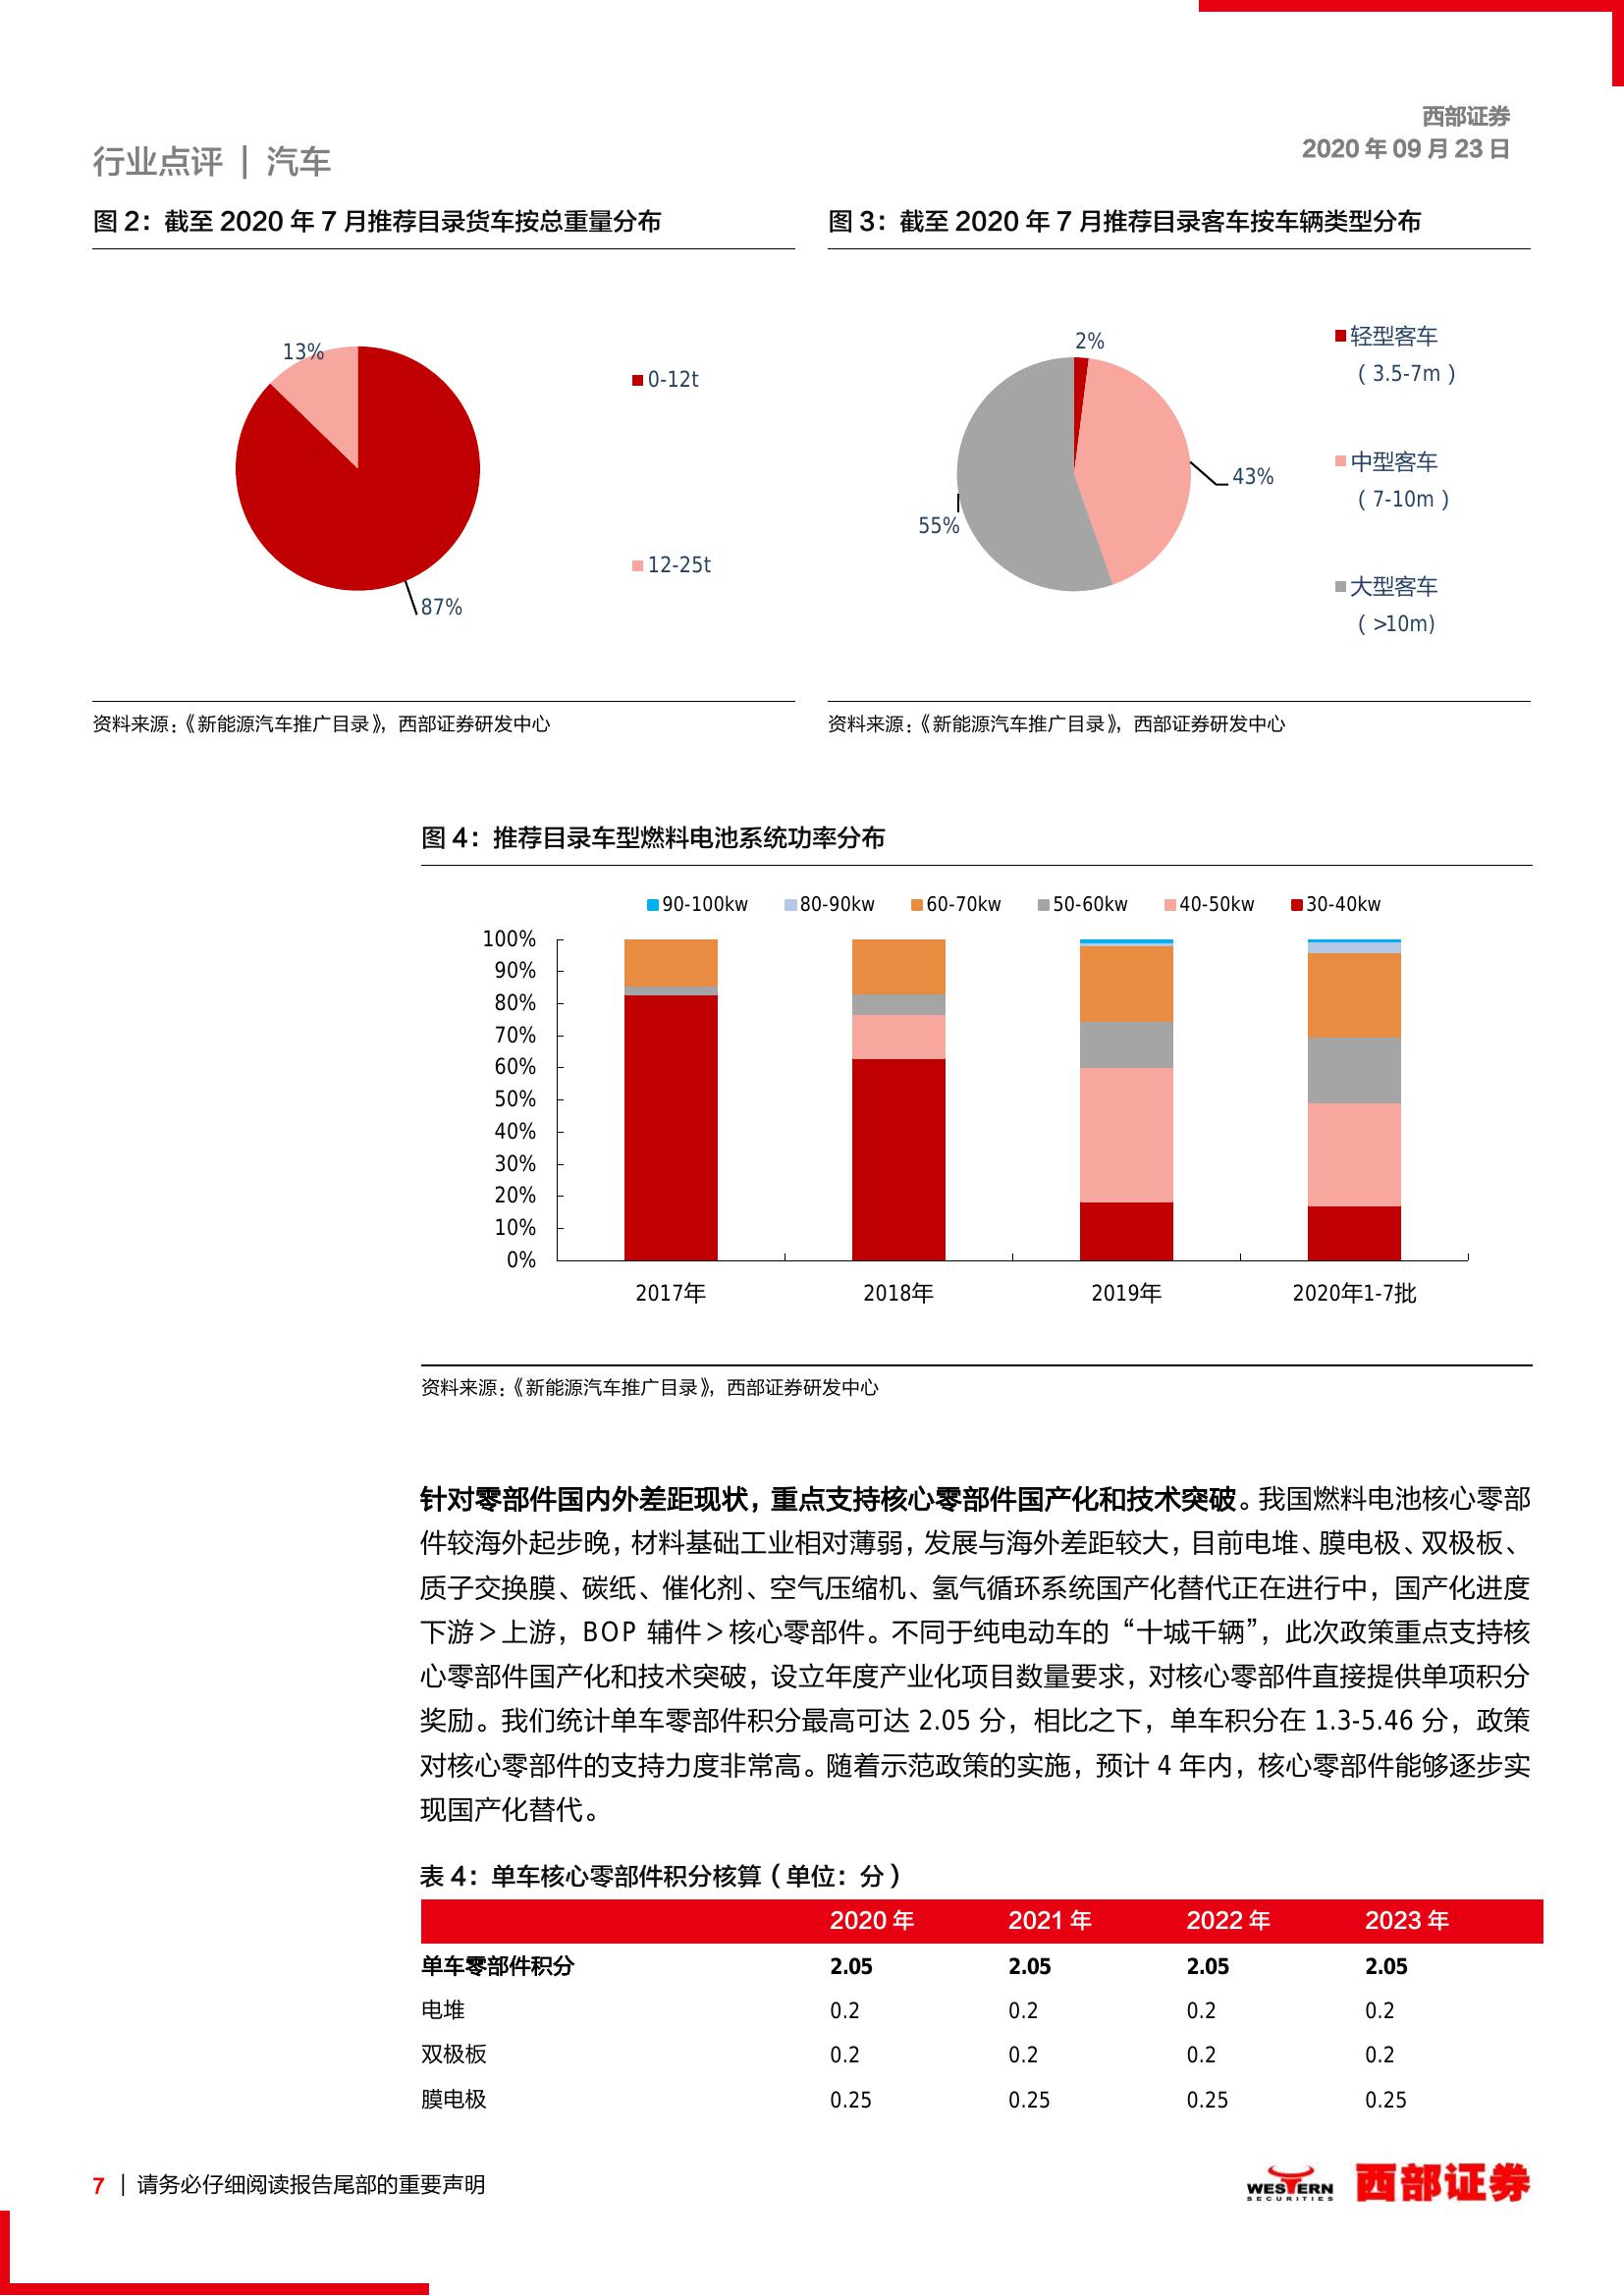 西部证券
2020 年 09 月 23 日
行业点评 | 汽车
图 2：截至 2020 年 7 月推荐目录货车按总重量分布
13%
87%
0-12t
12-25t
资料来源：《新能源汽车推广目录》，西部证券研发中心
图 3：截至 2020 年 7 月推荐目录客车按车辆类型分布
2%
43%
55%
轻型客车
（ 3.5-7m ）
中型客车
（ 7-10m ）
大型客车
（ >10m)
资料来源：《新能源汽车推广目录》，西部证券研发中心
图 4：推荐目录车型燃料电池系统功率分布
90-100kw 80-90kw 60-70kw 50-60kw 40-50kw 30-40kw
100%
90%
80%
70%
60%
50%
40%
30%
20%
10%
0%
2017年 2018年 2019年 2020年1-7批
资料来源：《新能源汽车推广目录》，西部证券研发中心
针对零部件国内外差距现状，重点支持核心零部件国产化和技术突破。我国燃料电池核心零部
件较海外起步晚，材料基础工业相对薄弱，发展与海外差距较大，目前电堆、膜电极、双极板、
质子交换膜、碳纸、催化剂、空气压缩机、氢气循环系统国产化替代正在进行中，国产化进度
下游＞上游，BOP 辅件＞核心零部件。不同于纯电动车的“十城千辆”，此次政策重点支持核
心零部件国产化和技术突破，设立年度产业化项目数量要求，对核心零部件直接提供单项积分
奖励。我们统计单车零部件积分最高可达 2.05 分，相比之下，单车积分在 1.3-5.46 分，政策
对核心零部件的支持力度非常高。随着示范政策的实施，预计 4 年内，核心零部件能够逐步实
现国产化替代。
表 4：单车核心零部件积分核算（单位：分）
2020 年 2021 年 2022 年 2023 年
单车零部件积分 2.05 2.05 2.05 2.05
电堆 0.2 0.2 0.2 0.2
双极板 0.2 0.2 0.2 0.2
膜电极 0.25 0.25 0.25 0.25
7 | 请务必仔细阅读报告尾部的重要声明
WESTERN
SECURITIES
西部证券